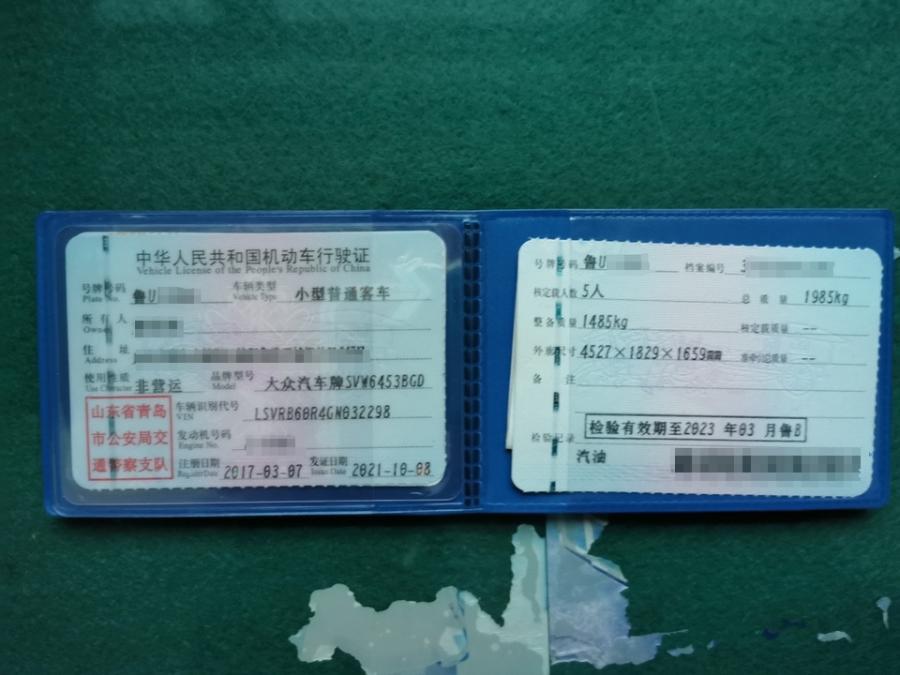 中华人民共和国机动车行驶证
Vehicle License of the People's Republic of China
号牌号码 鲁U 车辆类型 小型普通客车
Plate No. Vehicle Type
所有人
Owner
住址
Address
使用性质 非营运 品牌型号 大众汽车牌SVW6453BGD
Use Character Model
山东省青岛
市公安局交
通警察支队
车辆识别代号 LSVRB60R4GN032298
VIN
发动机号码
Engine No.
注册日期 2017-03-07 发证日期 2021-10-08
Register Date Issue Date
号牌号码 鲁U 档案编号 3
核定载人数 5人 总质量 1985kg
整备质量 1485kg 核定载质量 --
外廓尺寸 4527×1829×1659 准牵引总质量 --
备注
检验有效期至2023 年03 月鲁B
检验记录
汽油